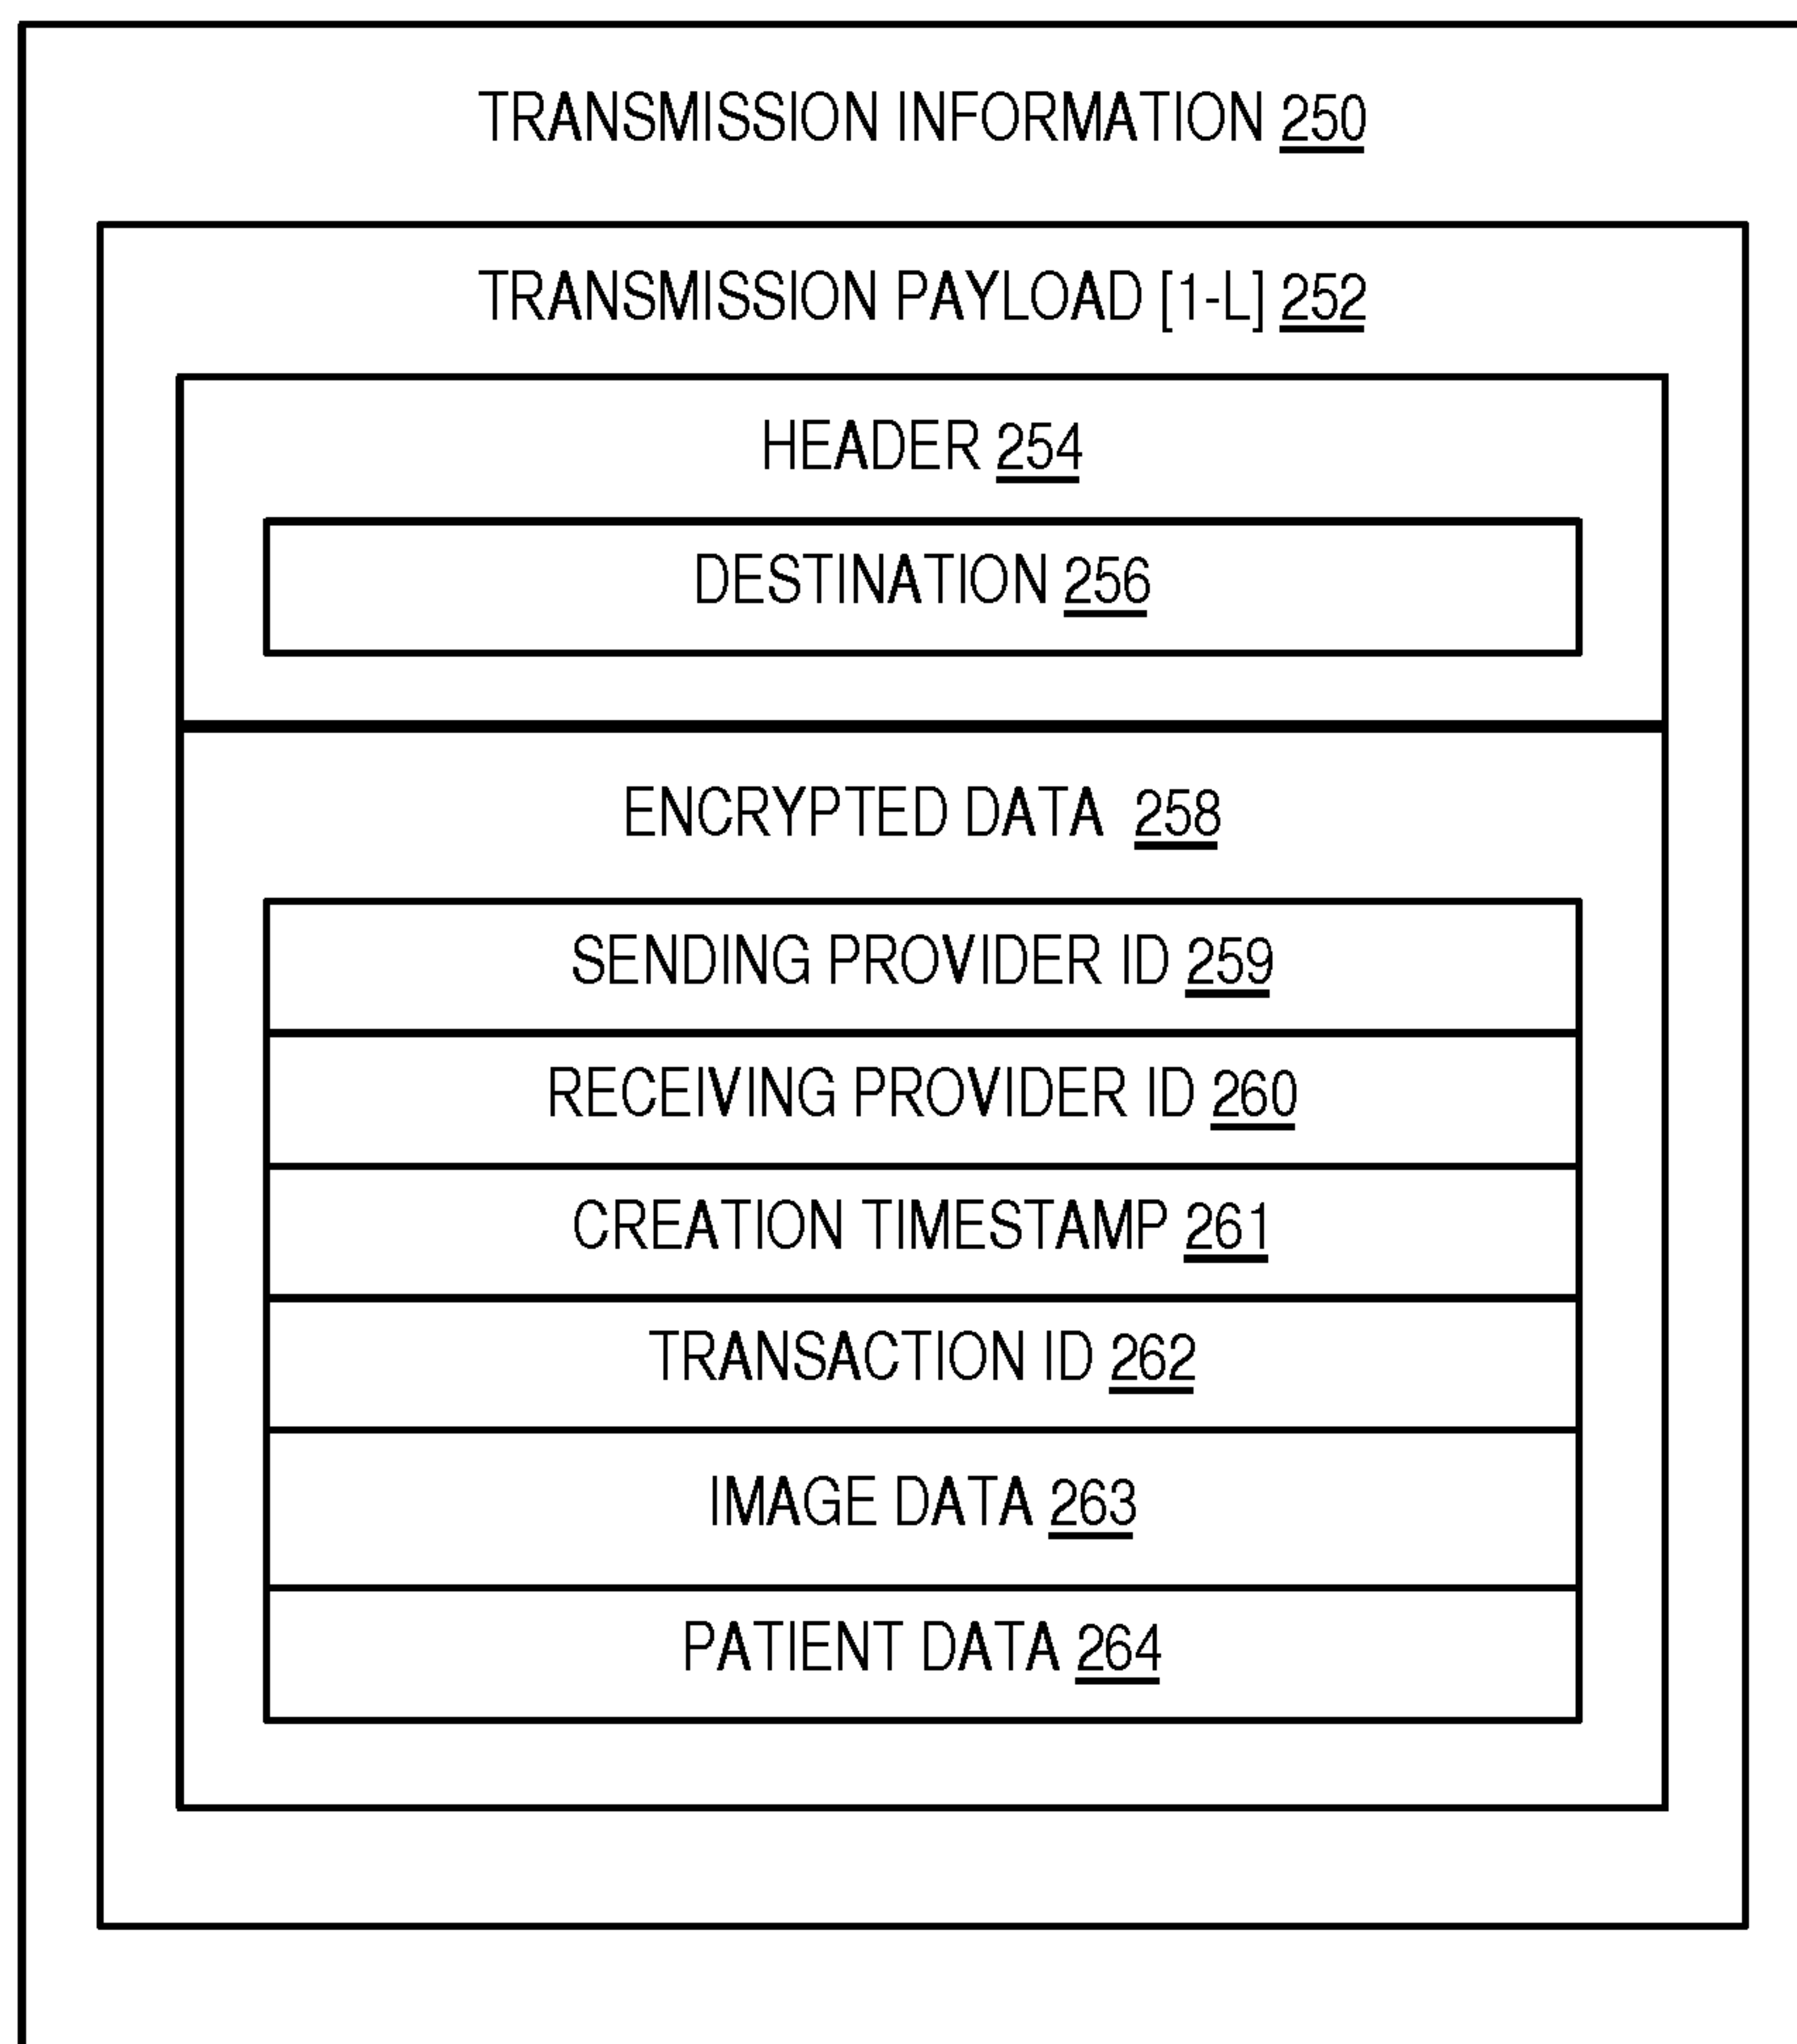 TRANSMISSION INFORMATION 250
TRANSMISSION PAYLOAD [1-L] 252
HEADER 254
DESTINATION 256
ENCRYPTED DATA 258
SENDING PROVIDER ID 259
RECEIVING PROVIDER ID 260
CREATION TIMESTAMP 261
TRANSACTION ID 262
IMAGE DATA 263
PATIENT DATA 264